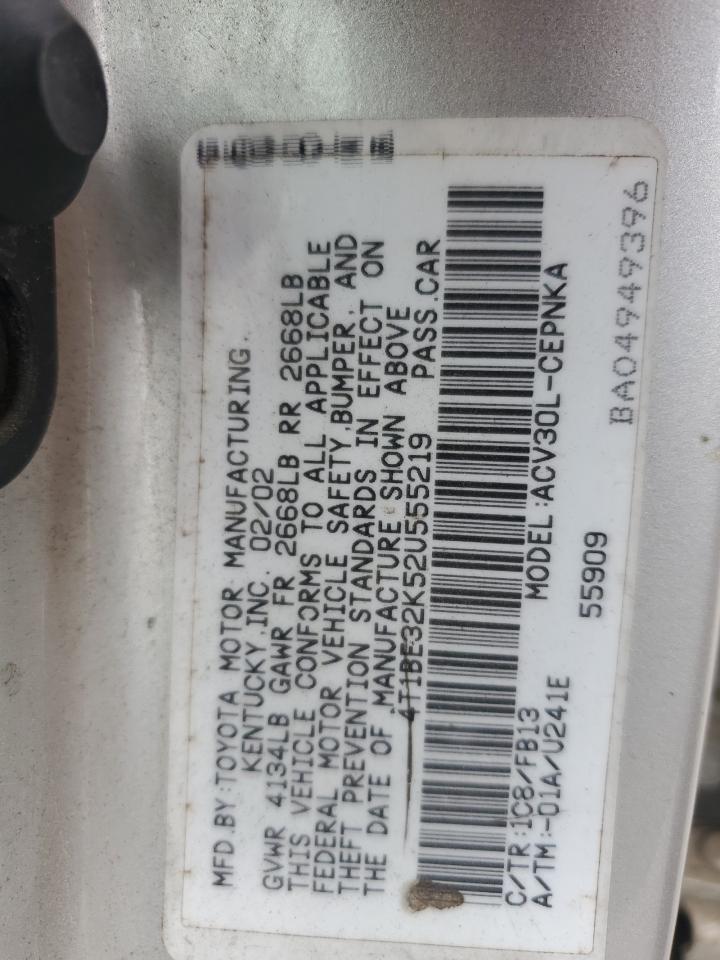 MFD.BY:TOYOTA MOTOR MANUFACTURING.
KENTUCKY,INC. 02/02
GVWR 4134LB GAWR FR 2668LB RR 2668LB
THIS VEHICLE CONFORMS TO ALL APPLICABLE
FEDERAL MOTOR VEHICLE SAFETY,BUMPER, AND
THEFT PREVENTION STANDARDS IN EFFECT ON
THE DATE OF MANUFACTURE SHOWN ABOVE.
4T1BE32K52U555219 PASS.CAR
C/TR:1C8/FB13 MODEL:ACV30L-CEPNKA
A/TM:-01A/U241E 55909
BA04949396